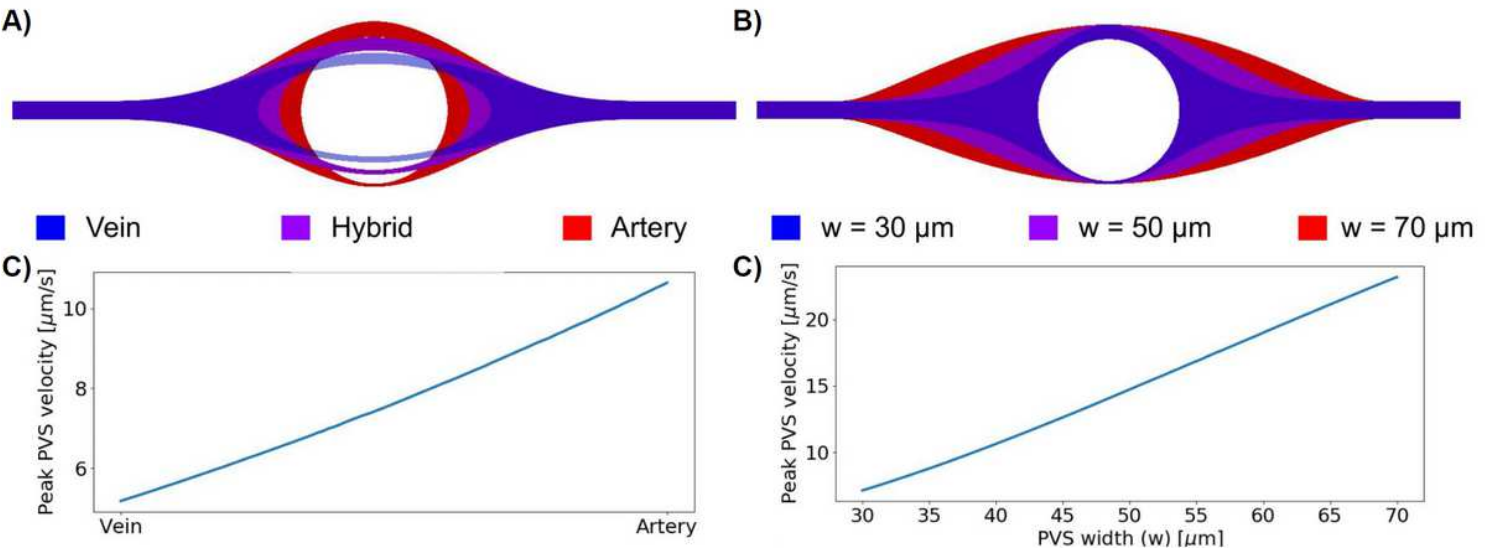 A)
B)
Vein Hybrid Artery
w = 30 µm w = 50 µm w = 70 µm
C)
Peak PVS velocity [µm/s]
10
8
6
Vein Artery
C)
Peak PVS velocity [µm/s]
20
15
10
30 35 40 45 50 55 60 65 70
PVS width (w) [µm]